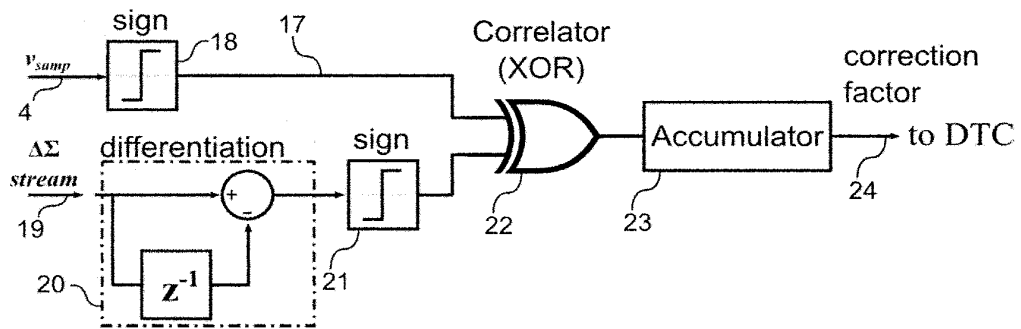 sign
18
17
v_samp
4
Correlator
(XOR)
22
Accumulator
23
correction
factor
to DTC
24
ΔΣ
stream
19
differentiation
+
-
z⁻¹
20
sign
21